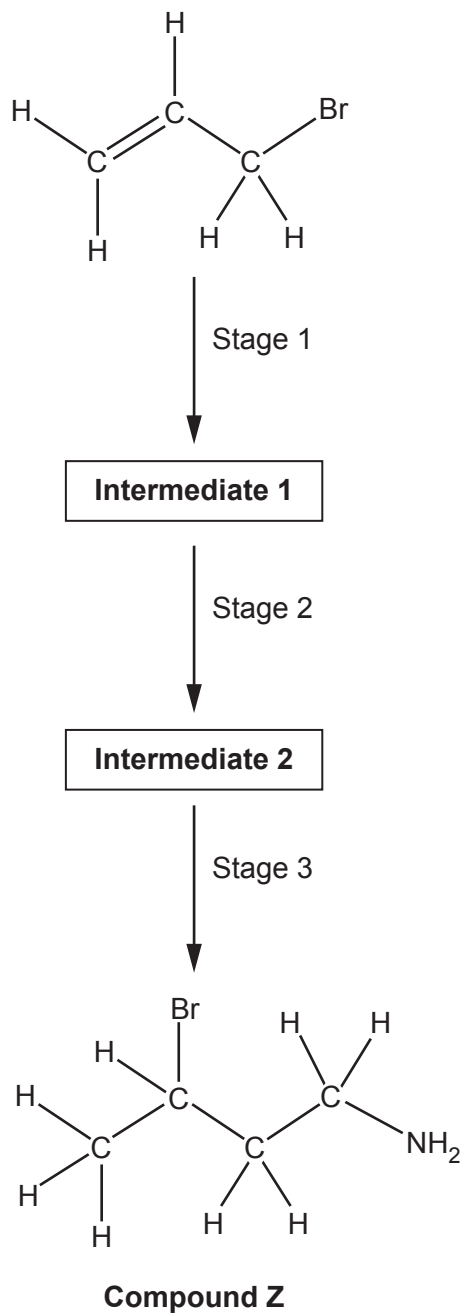 H
H
C
Br
C
C
H
H
H
Stage 1
Intermediate 1
Stage 2
Intermediate 2
Stage 3
Br
H
H
H
H
C
C
C
C
NH2
H
H
H
H
Compound Z